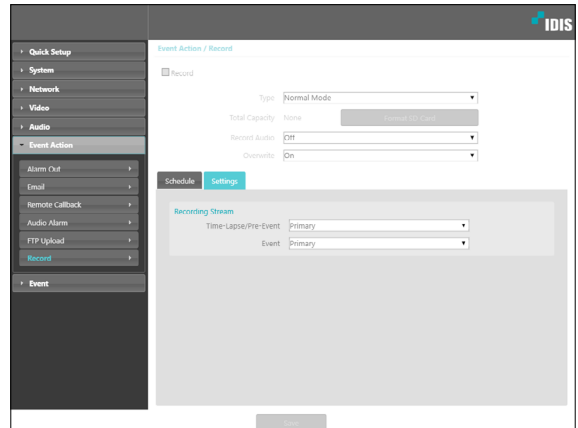 IDIS
Quick Setup
System
Network
Video
Audio
Event Action
Alarm Out
Email
Remote Callback
Audio Alarm
FTP Upload
Record
Event
Event Action / Record
Record
Type Normal Mode
Total Capacity None Format SD Card
Record Audio Off
Overwrite On
Schedule Settings
Recording Stream
Time-Lapse/Pre-Event Primary
Event Primary
Save